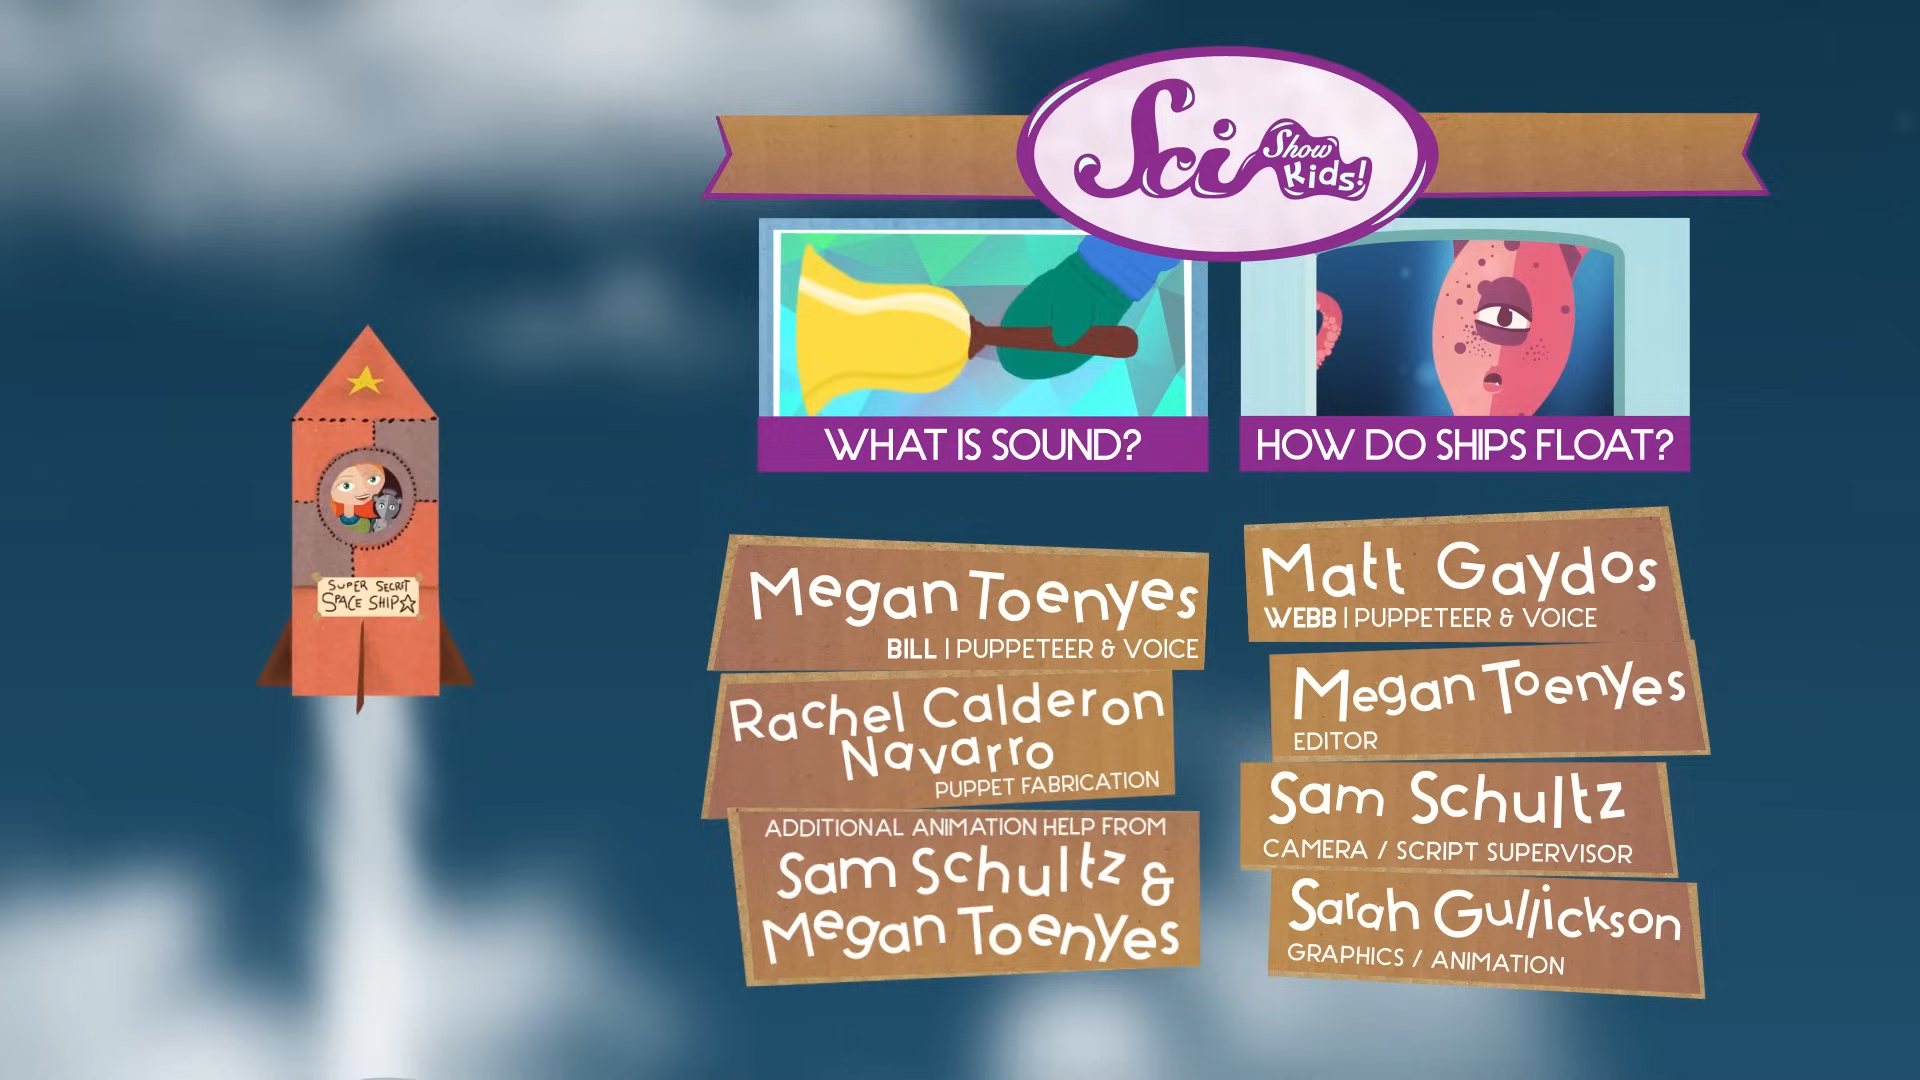 Sci Show
Kids!
WHAT IS SOUND?
HOW DO SHIPS FLOAT?
SUPER SECRET
SPACE SHIP
Megan Toenyes
BILL | PUPPETEER & VOICE
Rachel Calderon
Navarro
PUPPET FABRICATION
ADDITIONAL ANIMATION HELP FROM
Sam Schultz &
Megan Toenyes
Matt Gaydos
WEBB | PUPPETEER & VOICE
Megan Toenyes
EDITOR
Sam Schultz
CAMERA / SCRIPT SUPERVISOR
Sarah Gullickson
GRAPHICS / ANIMATION